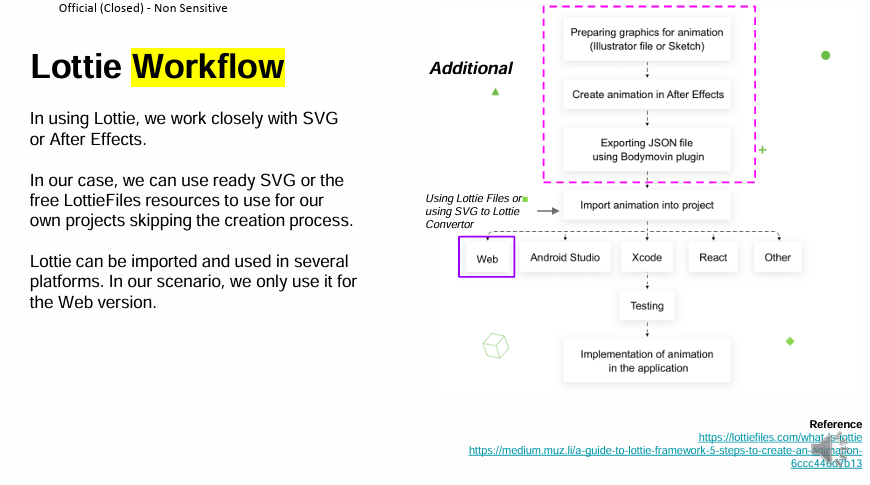 Official (Closed) - Non Sensitive
Lottie Workflow
In using Lottie, we work closely with SVG
or After Effects.
In our case, we can use ready SVG or the
free LottieFiles resources to use for our
own projects skipping the creation process.
Lottie can be imported and used in several
platforms. In our scenario, we only use it for
the Web version.
Additional
Preparing graphics for animation
(Illustrator file or Sketch)
Create animation in After Effects
Exporting JSON file
using Bodymovin plugin
Using Lottie Files or
using SVG to Lottie
Convertor
Import animation into project
Web
Android Studio
Xcode
React
Other
Testing
Implementation of animation
in the application
Reference
https://lottiefiles.com/what-is-lottie
https://medium.muz.li/a-guide-to-lottie-framework-5-steps-to-create-an-animation-